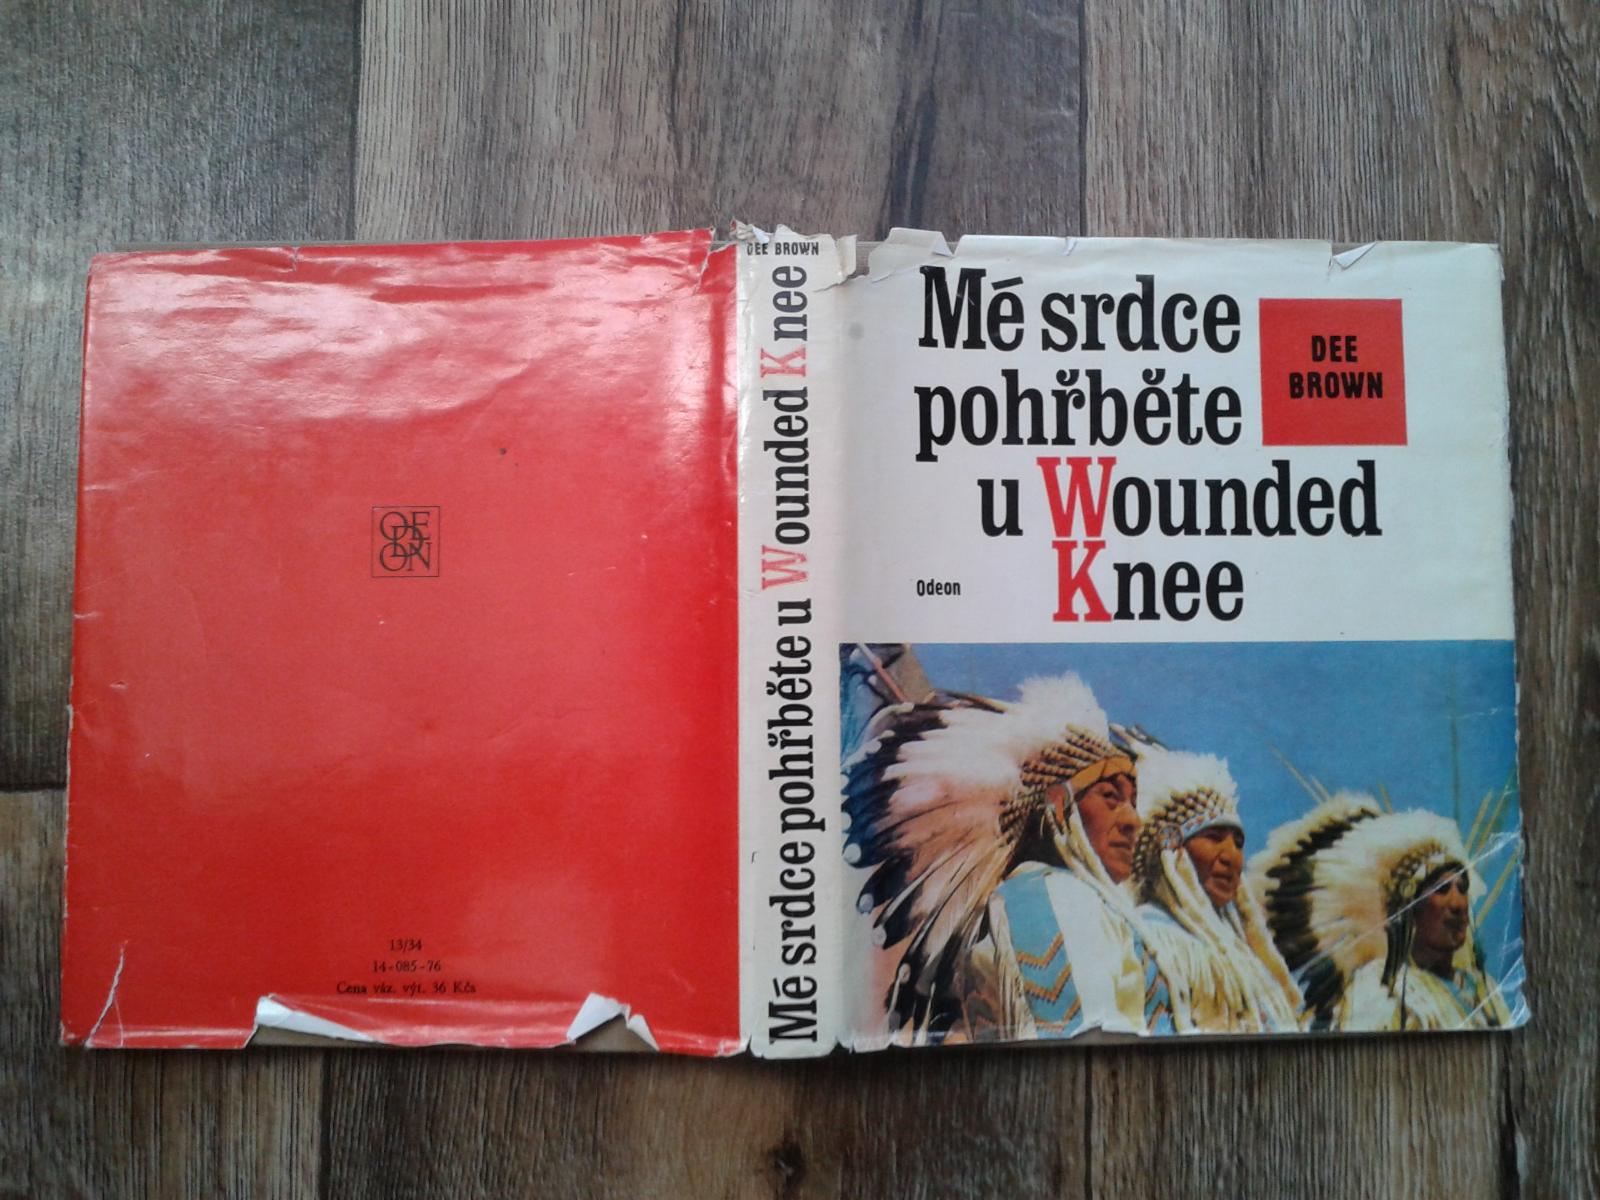 Mé srdce
pohřběte
u Wounded
Knee
DEE
BROWN
Odeon
DEE BROWN
Mé srdce pohřběte u Wounded Knee
ODEON
13/34
14-085-76
Cena váz. výt. 36 Kčs